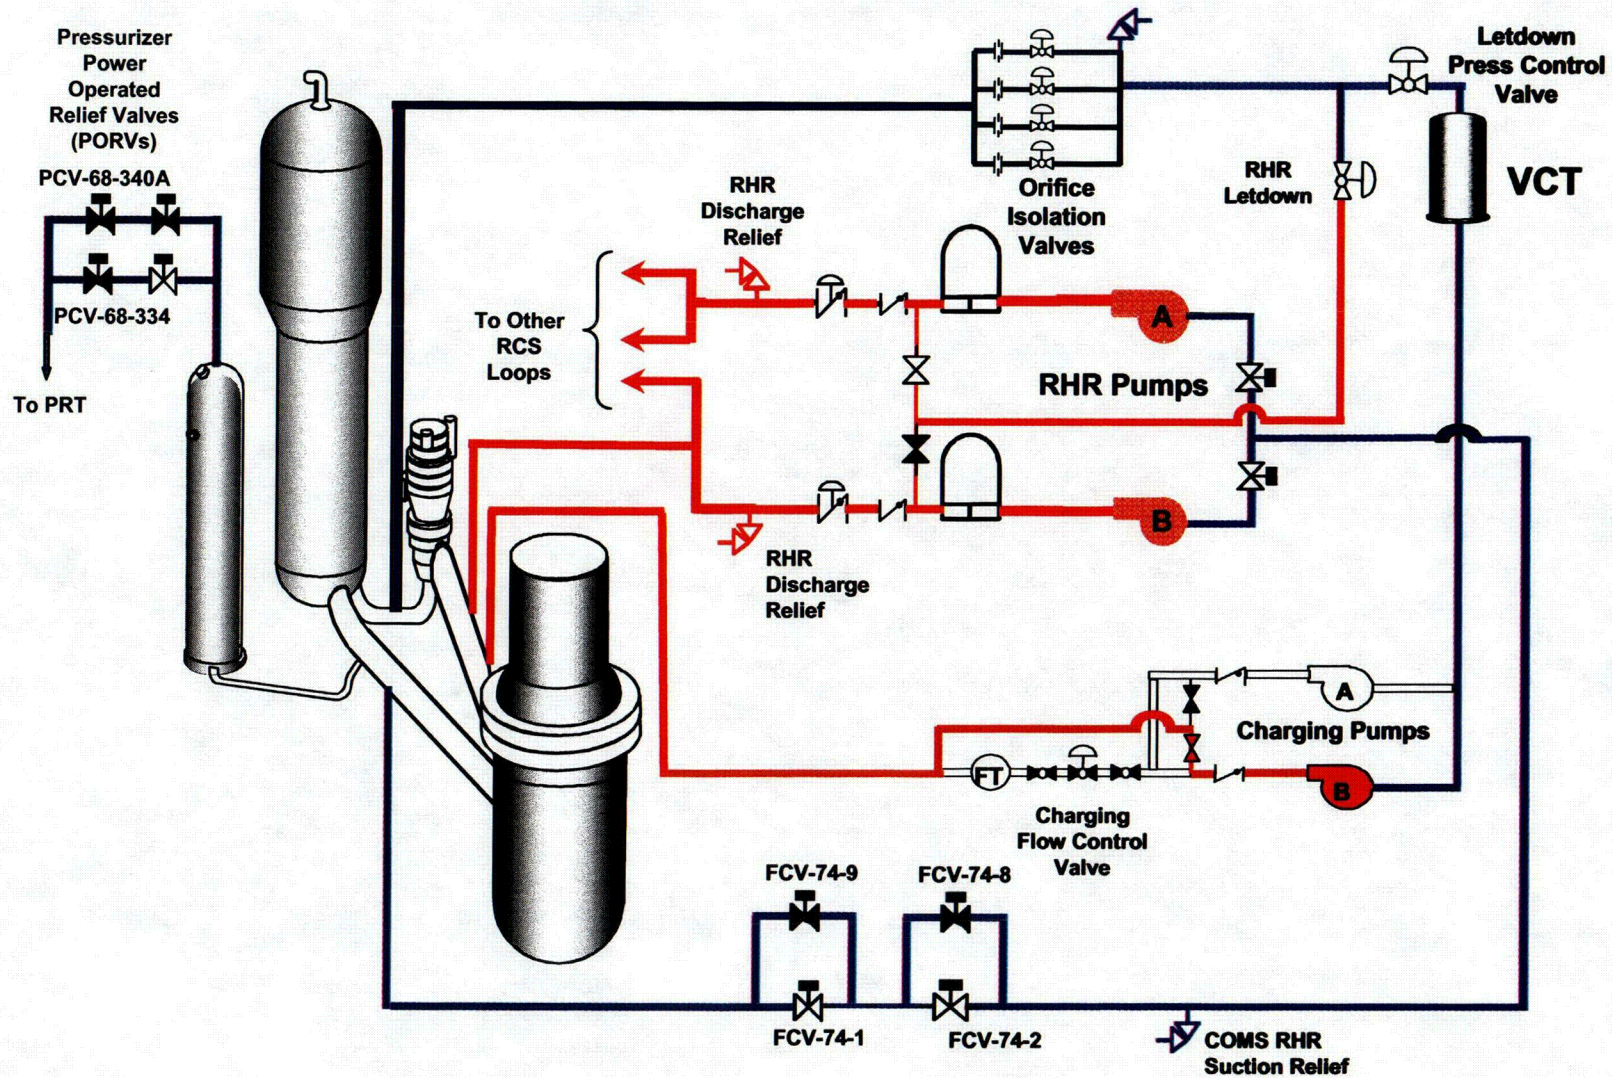 Pressurizer
Power
Operated
Relief Valves
(PORVs)
PCV-68-340A
PCV-68-334
To PRT
RHR
Discharge
Relief
To Other
RCS
Loops
Orifice
Isolation
Valves
Letdown
Press Control
Valve
RHR
Letdown
VCT
A
RHR Pumps
B
RHR
Discharge
Relief
A
Charging Pumps
FT
B
Charging
Flow Control
Valve
FCV-74-9
FCV-74-8
FCV-74-1
FCV-74-2
COMS RHR
Suction Relief